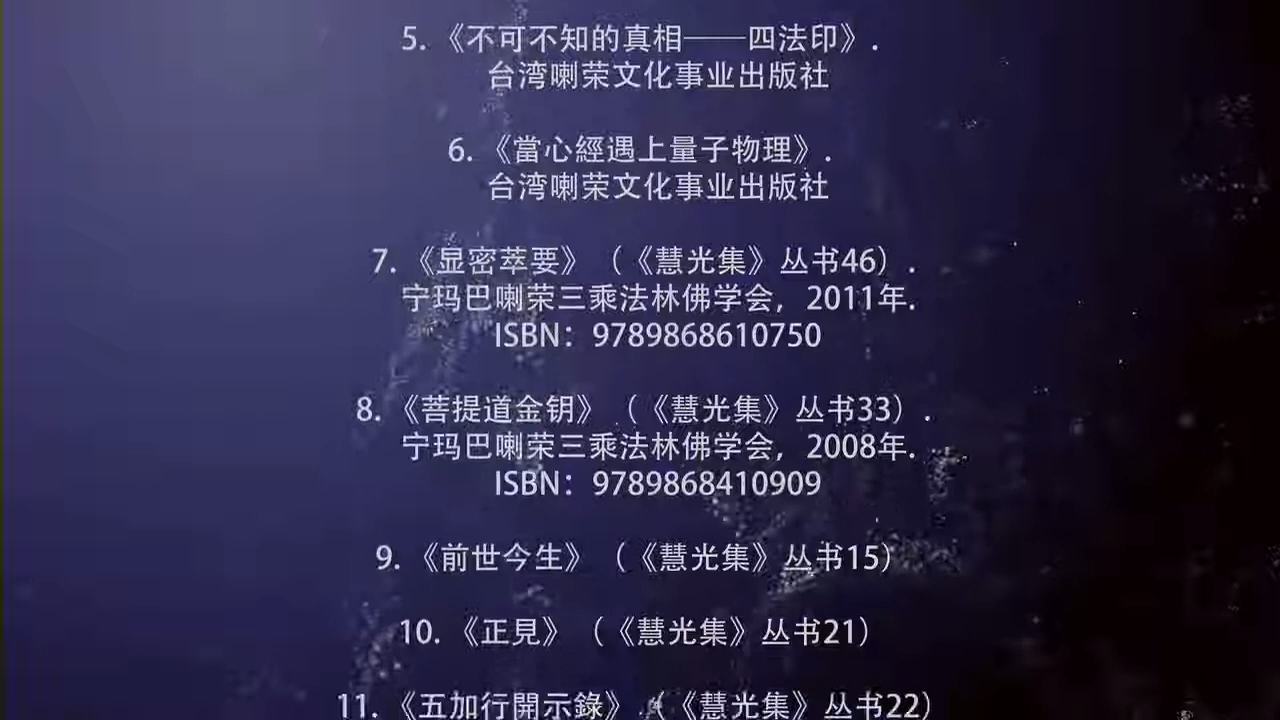 5. 《不可不知的真相——四法印》.
台湾喇荣文化事业出版社
6. 《當心經遇上量子物理》.
台湾喇荣文化事业出版社
7. 《显密萃要》（《慧光集》丛书46）.
宁玛巴喇荣三乘法林佛学会，2011年.
ISBN：9789868610750
8. 《菩提道金钥》（《慧光集》丛书33）.
宁玛巴喇荣三乘法林佛学会，2008年.
ISBN：9789868410909
9. 《前世今生》（《慧光集》丛书15）
10. 《正見》（《慧光集》丛书21）
11. 《五加行開示錄》（《慧光集》丛书22）